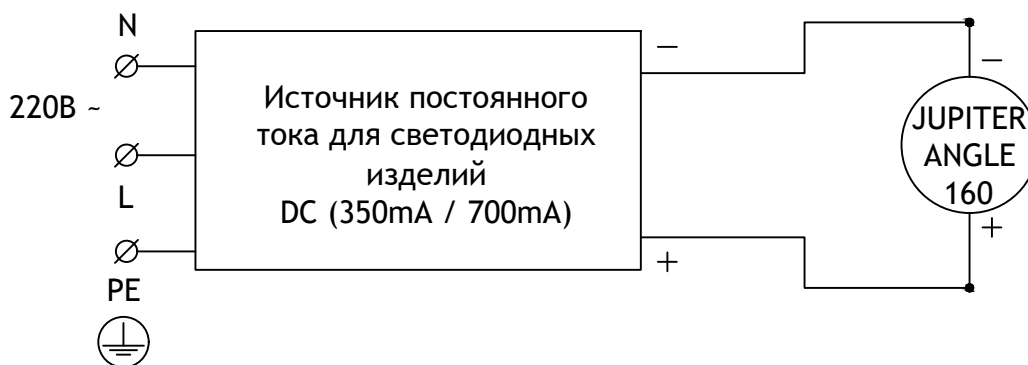 N
220В ~
L
PE
Источник постоянного
тока для светодиодных
изделий
DC (350mA / 700mA)
−
+
−
JUPITER
ANGLE
160
+